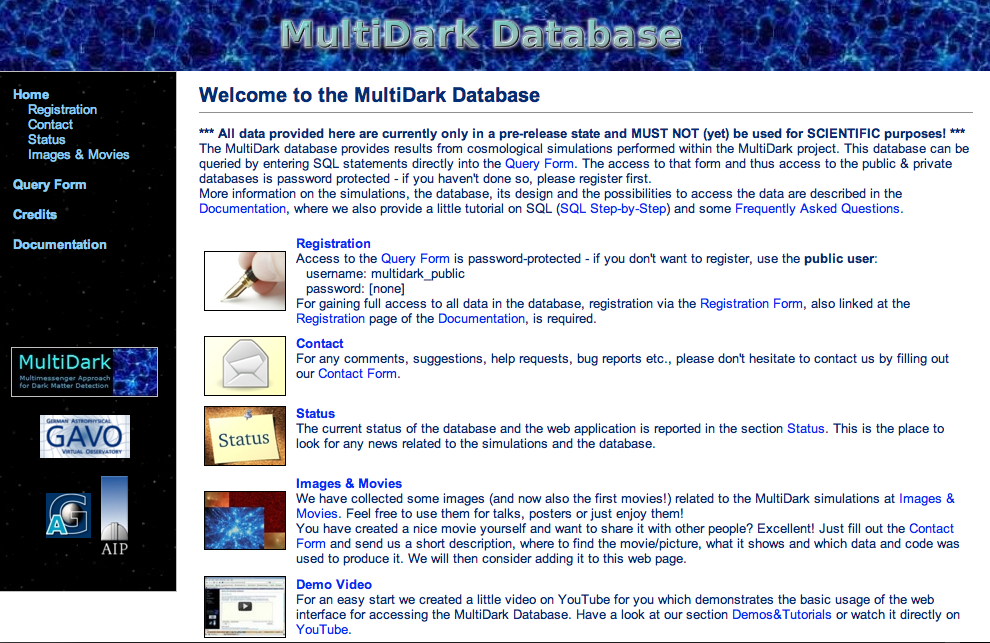 MultiDark Database
Home
Registration
Contact
Status
Images & Movies
Query Form
Credits
Documentation
MultiDark
Multimessenger Approach
for Dark Matter Detection
GERMAN ASTROPHYSICAL
GAVO
VIRTUAL OBSERVATORY
AG
AIP
Welcome to the MultiDark Database
*** All data provided here are currently only in a pre-release state and MUST NOT (yet) be used for SCIENTIFIC purposes! ***
The MultiDark database provides results from cosmological simulations performed within the MultiDark project. This database can be
queried by entering SQL statements directly into the Query Form. The access to that form and thus access to the public & private
databases is password protected - if you haven't done so, please register first.
More information on the simulations, the database, its design and the possibilities to access the data are described in the
Documentation, where we also provide a little tutorial on SQL (SQL Step-by-Step) and some Frequently Asked Questions.
Registration
Access to the Query Form is password-protected - if you don't want to register, use the public user:
username: multidark_public
password: [none]
For gaining full access to all data in the database, registration via the Registration Form, also linked at the
Registration page of the Documentation, is required.
Contact
For any comments, suggestions, help requests, bug reports etc., please don't hesitate to contact us by filling out
our Contact Form.
Status
Status
The current status of the database and the web application is reported in the section Status. This is the place to
look for any news related to the simulations and the database.
Images & Movies
We have collected some images (and now also the first movies!) related to the MultiDark simulations at Images &
Movies. Feel free to use them for talks, posters or just enjoy them!
You have created a nice movie yourself and want to share it with other people? Excellent! Just fill out the Contact
Form and send us a short description, where to find the movie/picture, what it shows and which data and code was
used to produce it. We will then consider adding it to this web page.
Demo Video
For an easy start we created a little video on YouTube for you which demonstrates the basic usage of the web
interface for accessing the MultiDark Database. Have a look at our section Demos&Tutorials or watch it directly on
YouTube.